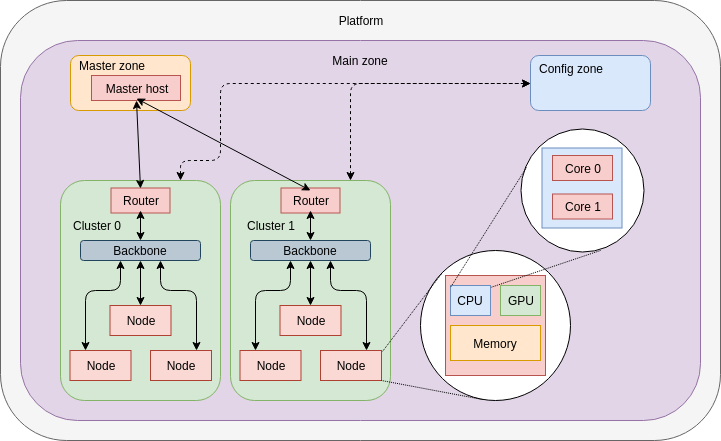 Platform
Main zone
Master zone
Master host
Config zone
Router
Cluster 0
Backbone
Node
Node
Node
Router
Cluster 1
Backbone
Node
Node
Node
Core 0
Core 1
CPU
GPU
Memory